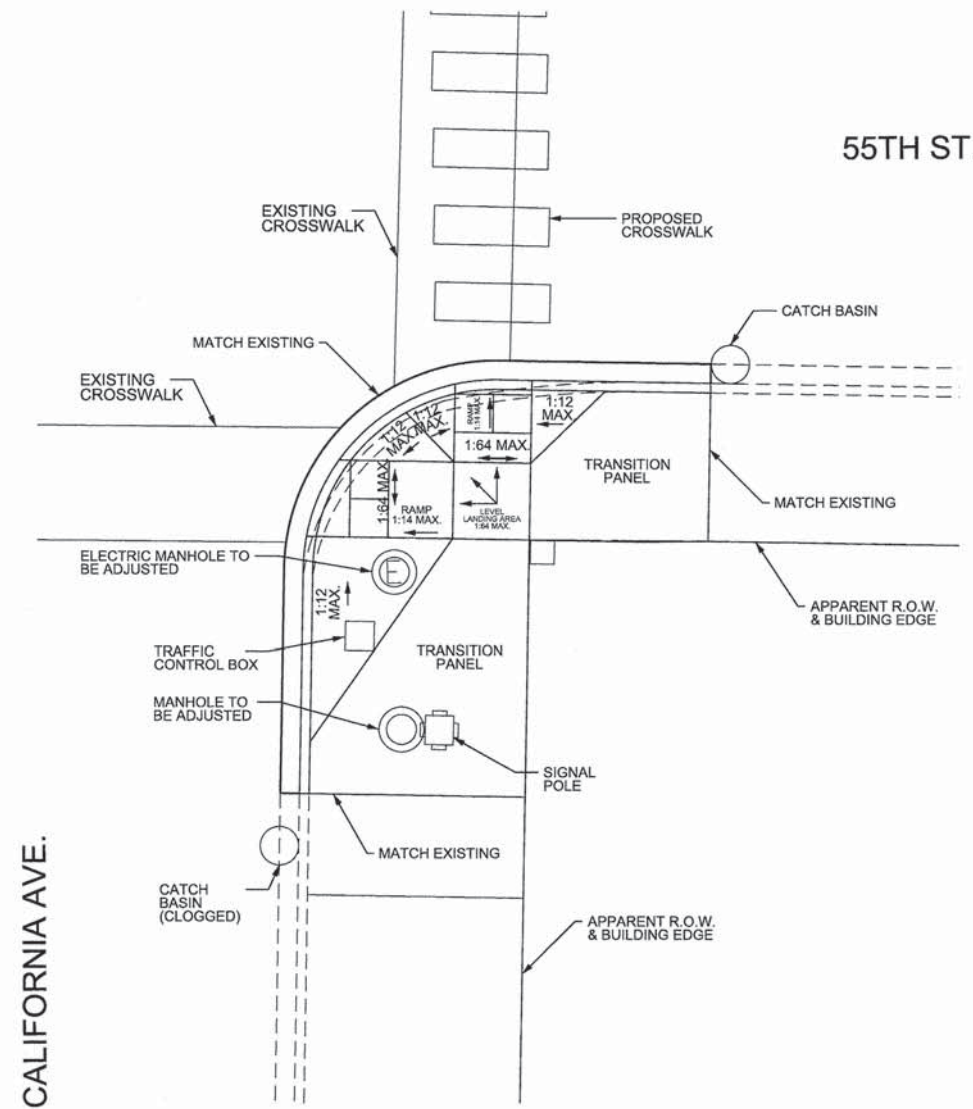 55TH ST
EXISTING
CROSSWALK
PROPOSED
CROSSWALK
CATCH BASIN
MATCH EXISTING
EXISTING
CROSSWALK
1:12
MAX.
1:12
MAX.
RAMP
1:14 MAX.
1:12
MAX
1:64 MAX.
TRANSITION
PANEL
MATCH EXISTING
1:64 MAX.
RAMP
1:14 MAX.
LEVEL
LANDING AREA
1:64 MAX.
ELECTRIC MANHOLE TO
BE ADJUSTED
E
1:12
MAX.
APPARENT R.O.W.
& BUILDING EDGE
TRAFFIC
CONTROL BOX
TRANSITION
PANEL
MANHOLE TO
BE ADJUSTED
SIGNAL
POLE
MATCH EXISTING
CATCH
BASIN
(CLOGGED)
APPARENT R.O.W.
& BUILDING EDGE
CALIFORNIA AVE.